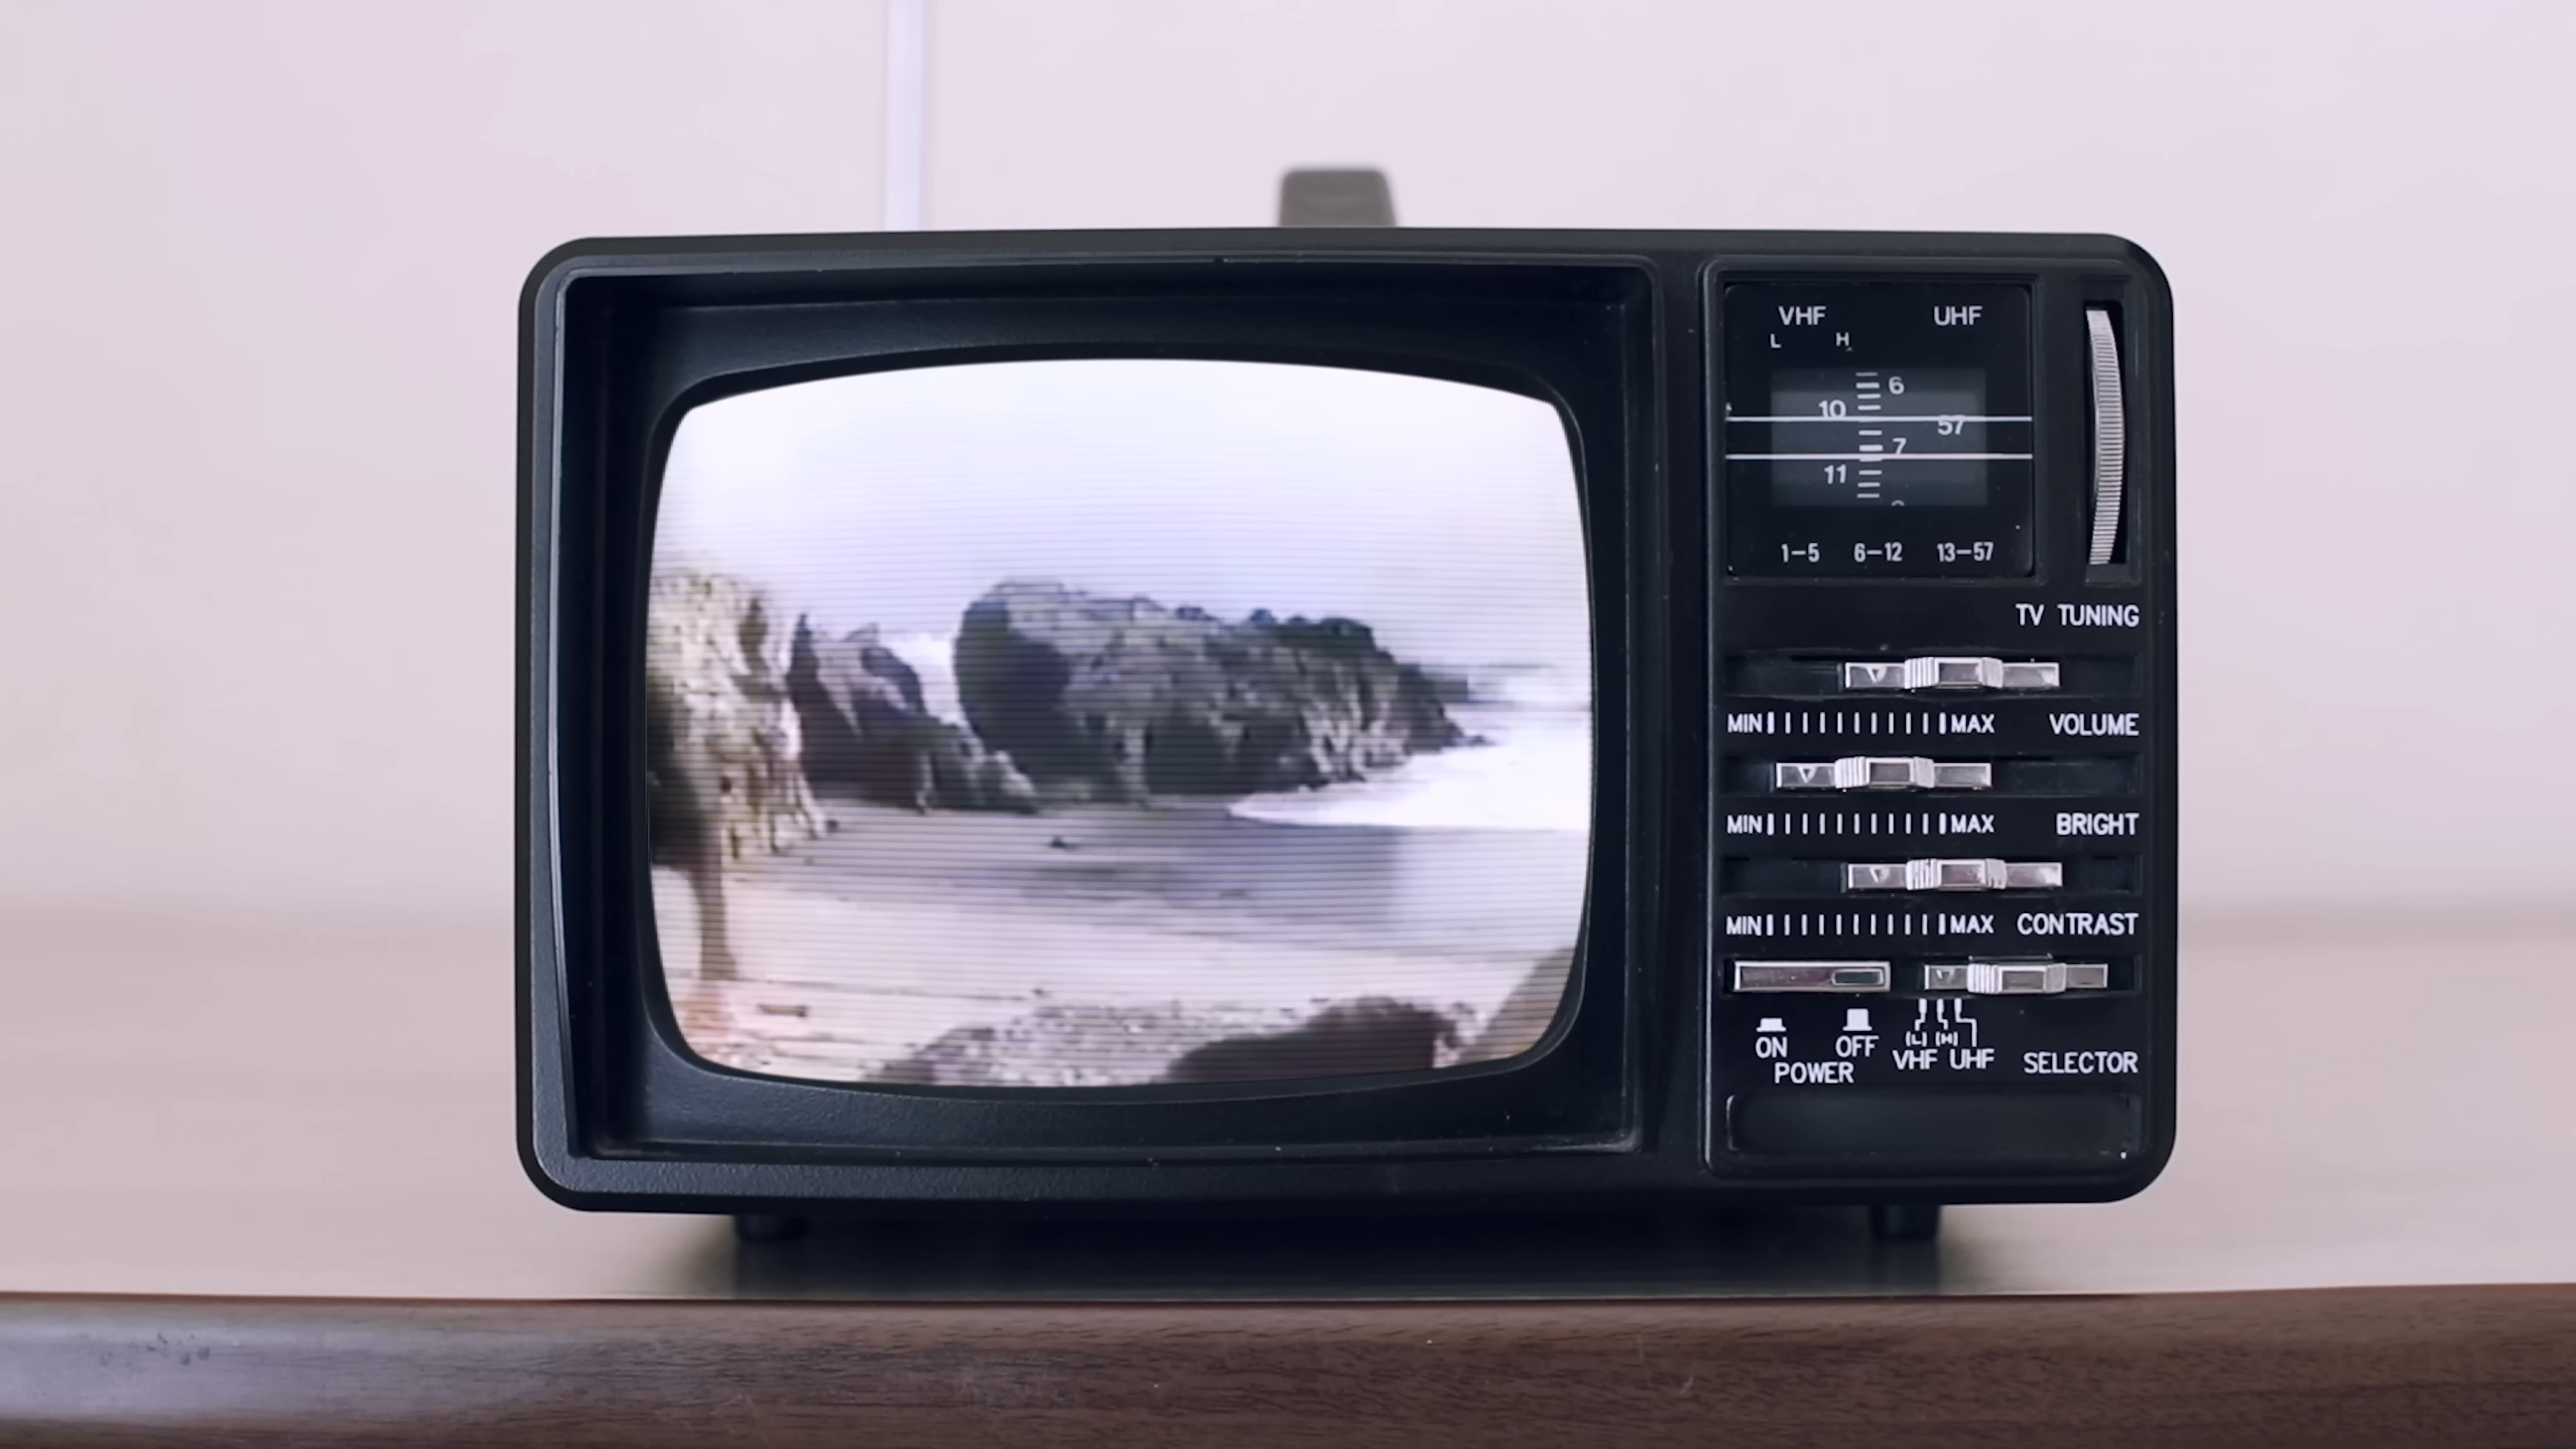 VHF UHF
L H
6
10
57
7
11
1-5 6-12 13-57
TV TUNING
MIN MAX VOLUME
MIN MAX BRIGHT
MIN MAX CONTRAST
ON OFF (L) (H)
VHF UHF SELECTOR
POWER